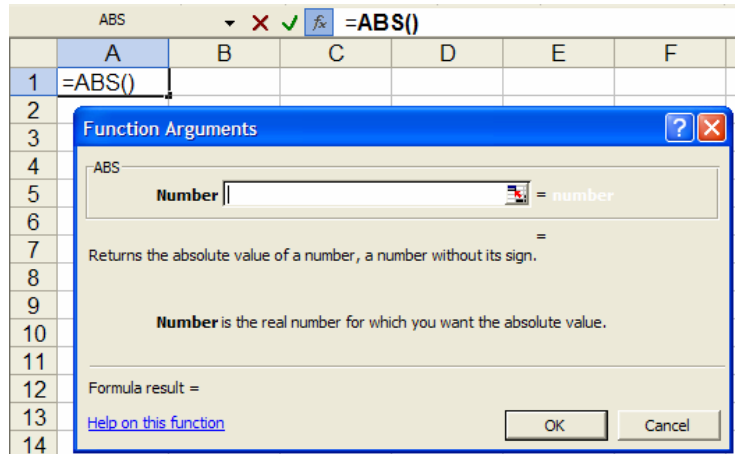 ABS =ABS()
A B C D E F
1 =ABS()
2
3
Function Arguments
4
ABS
5
Number = number
6
=
7
Returns the absolute value of a number, a number without its sign.
8
9
Number is the real number for which you want the absolute value.
10
11
12
Formula result =
13
Help on this function OK Cancel
14